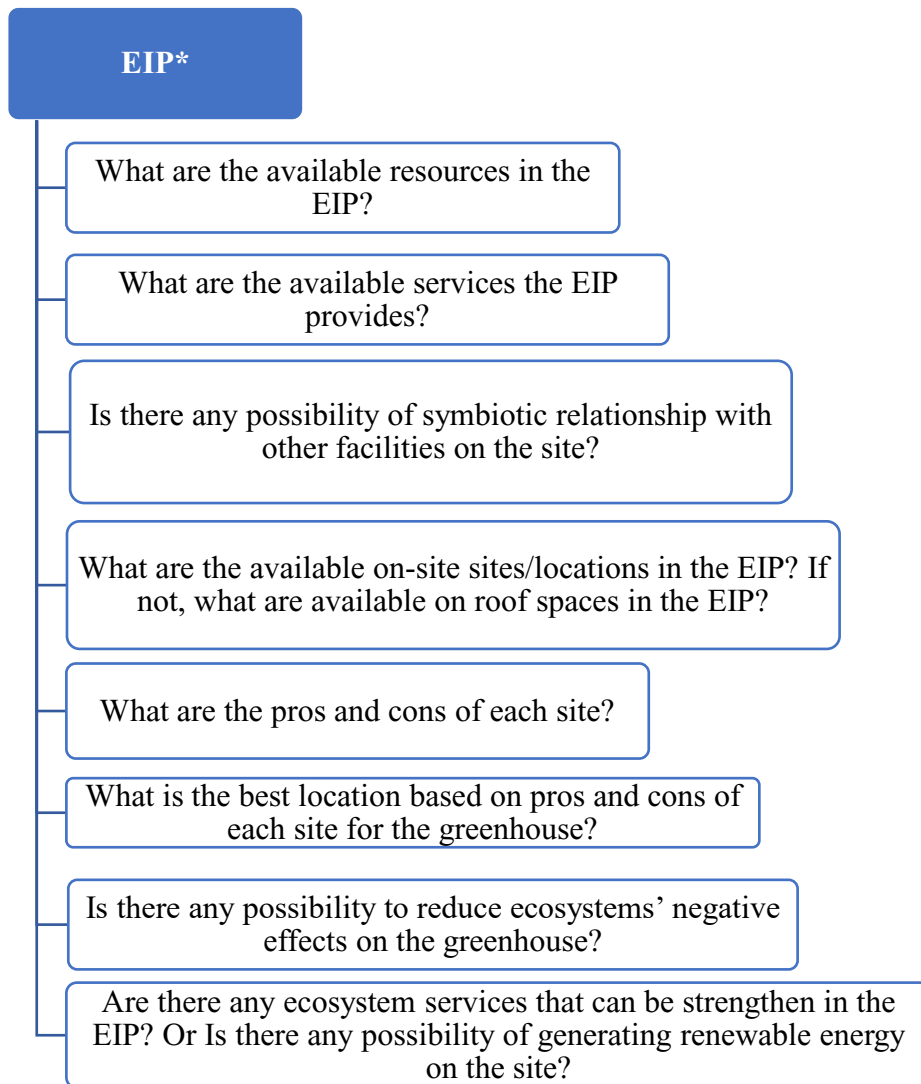 EIP*
What are the available resources in the
EIP?
What are the available services the EIP
provides?
Is there any possibility of symbiotic relationship with
other facilities on the site?
What are the available on-site sites/locations in the EIP? If
not, what are available on roof spaces in the EIP?
What are the pros and cons of each site?
What is the best location based on pros and cons of
each site for the greenhouse?
Is there any possibility to reduce ecosystems’ negative
effects on the greenhouse?
Are there any ecosystem services that can be strengthen in the
EIP? Or Is there any possibility of generating renewable energy
on the site?